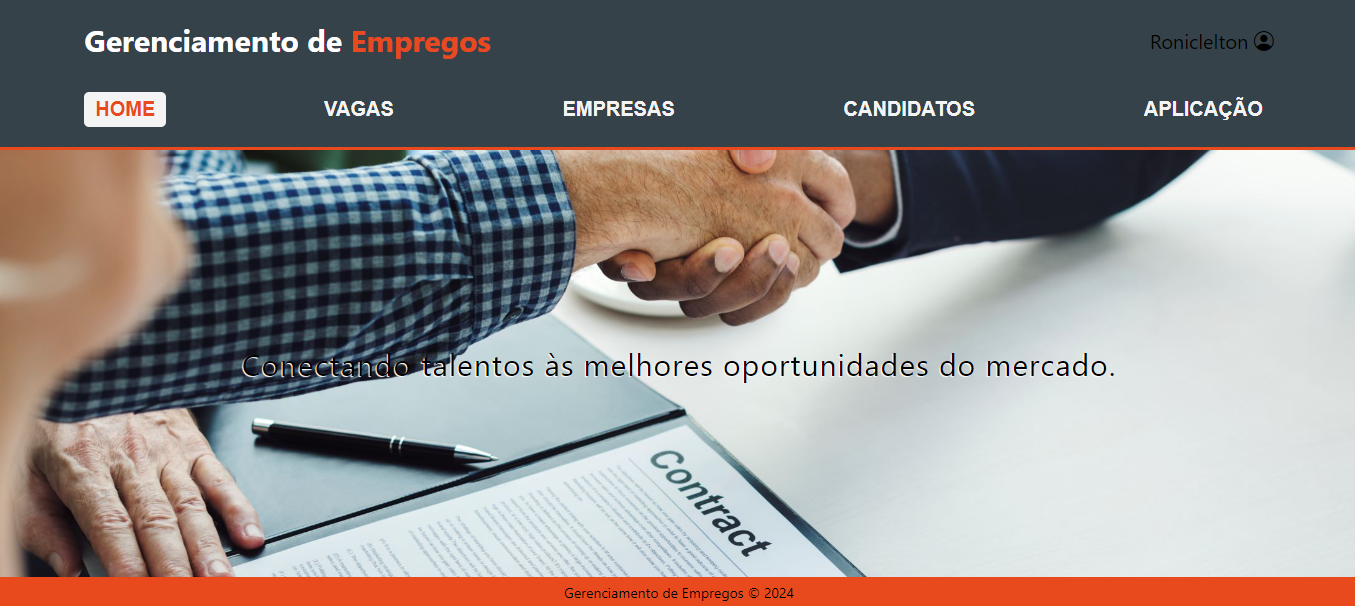 Gerenciamento de Empregos
Roniclelton
HOME VAGAS EMPRESAS CANDIDATOS APLICAÇÃO
Conectando talentos às melhores oportunidades do mercado.
Contract
Gerenciamento de Empregos © 2024